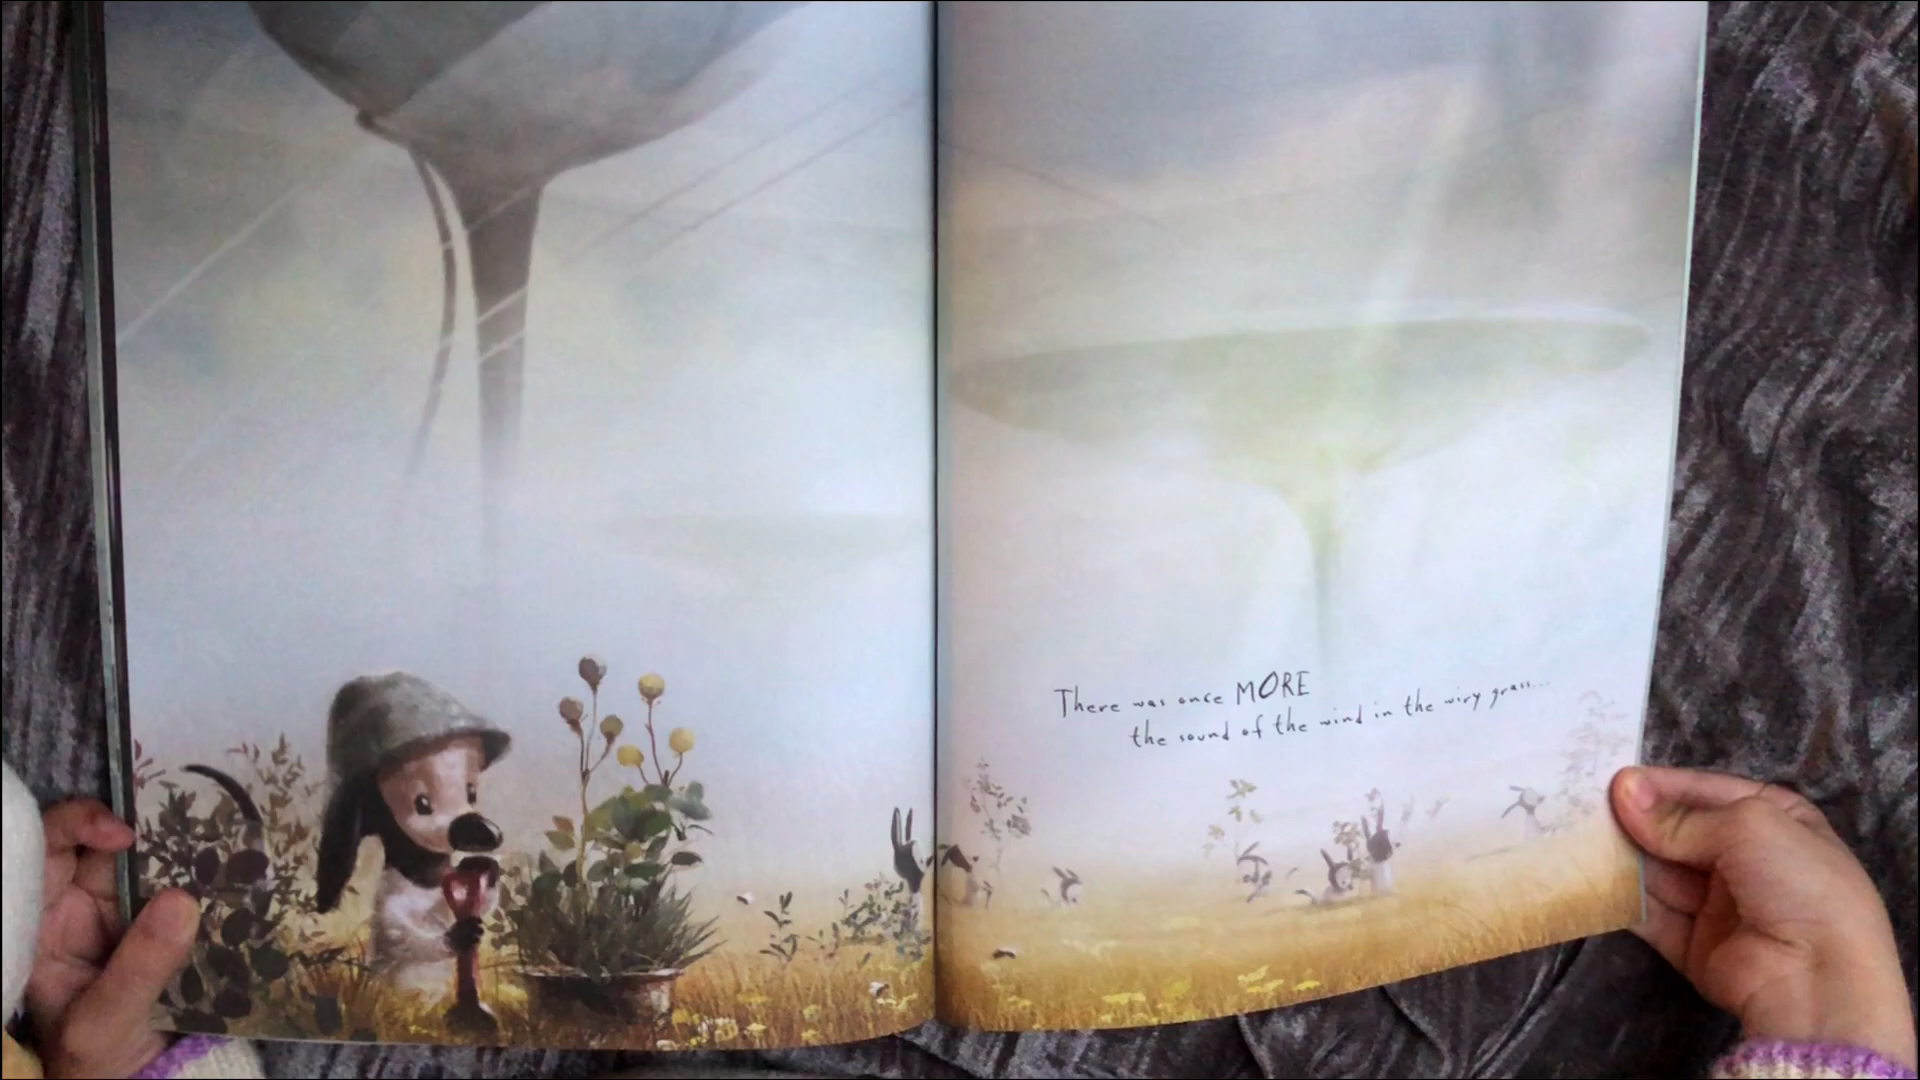 There was once MORE
the sound of the wind in the wiry grass...